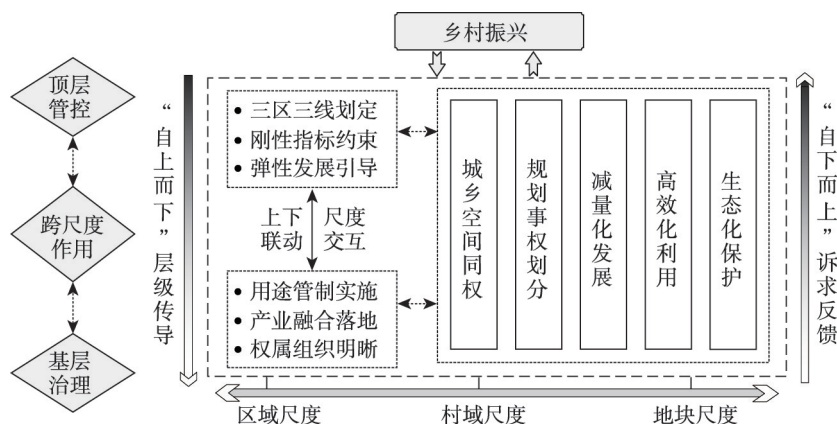 乡村振兴
顶层
管控
跨尺度
作用
基层
治理
“自上而下”层级传导
• 三区三线划定
• 刚性指标约束
• 弹性发展引导
上下 尺度
联动 交互
• 用途管制实施
• 产业融合落地
• 权属组织明晰
城乡空间同权
规划事权划分
减量化发展
高效化利用
生态化保护
“自下而上”诉求反馈
区域尺度 村域尺度 地块尺度